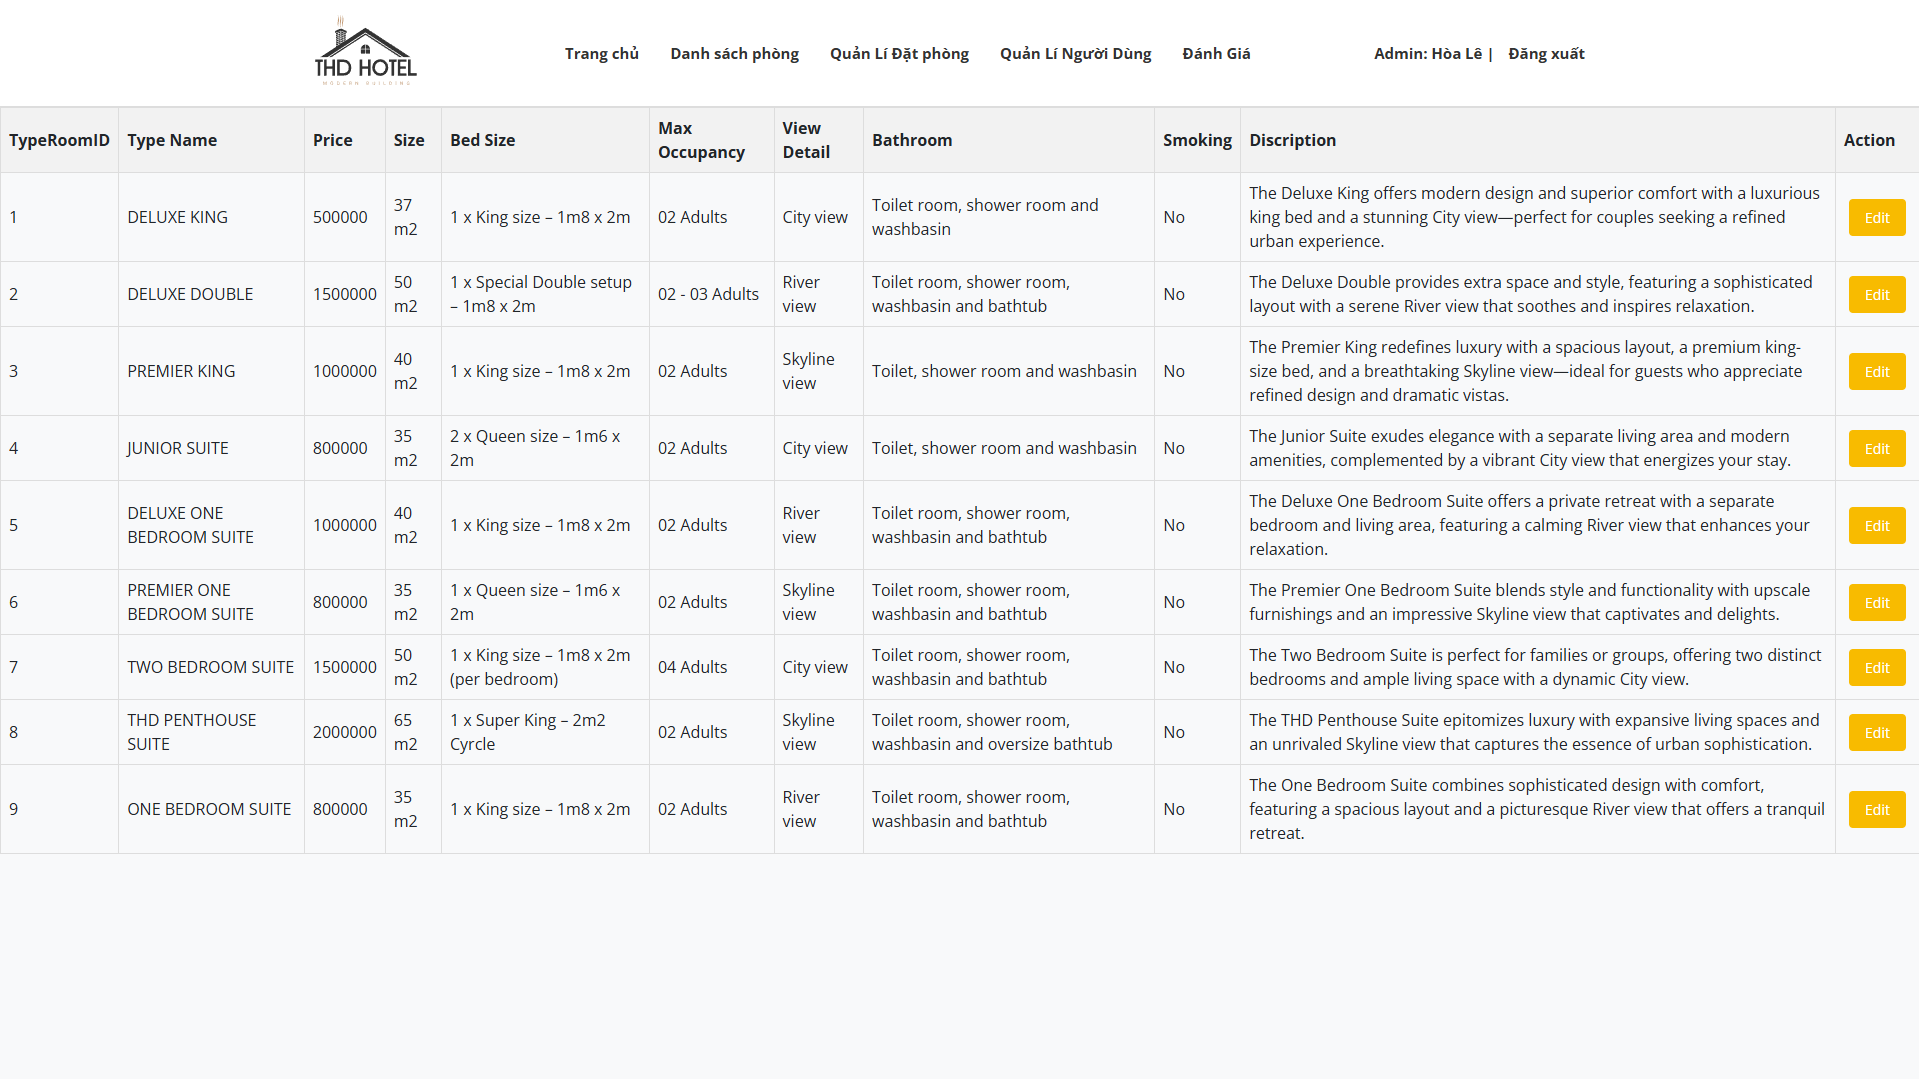 THD HOTEL
MODERN BUILDING
Trang chủ Danh sách phòng Quản Lí Đặt phòng Quản Lí Người Dùng Đánh Giá Admin: Hòa Lê | Đăng xuất
TypeRoomID Type Name Price Size Bed Size Max Occupancy View Detail Bathroom Smoking Discription Action
1 DELUXE KING 500000 37 m2 1 x King size – 1m8 x 2m 02 Adults City view Toilet room, shower room and washbasin No The Deluxe King offers modern design and superior comfort with a luxurious king bed and a stunning City view—perfect for couples seeking a refined urban experience. Edit
2 DELUXE DOUBLE 1500000 50 m2 1 x Special Double setup – 1m8 x 2m 02 - 03 Adults River view Toilet room, shower room, washbasin and bathtub No The Deluxe Double provides extra space and style, featuring a sophisticated layout with a serene River view that soothes and inspires relaxation. Edit
3 PREMIER KING 1000000 40 m2 1 x King size – 1m8 x 2m 02 Adults Skyline view Toilet, shower room and washbasin No The Premier King redefines luxury with a spacious layout, a premium king-size bed, and a breathtaking Skyline view—ideal for guests who appreciate refined design and dramatic vistas. Edit
4 JUNIOR SUITE 800000 35 m2 2 x Queen size – 1m6 x 2m 02 Adults City view Toilet, shower room and washbasin No The Junior Suite exudes elegance with a separate living area and modern amenities, complemented by a vibrant City view that energizes your stay. Edit
5 DELUXE ONE BEDROOM SUITE 1000000 40 m2 1 x King size – 1m8 x 2m 02 Adults River view Toilet room, shower room, washbasin and bathtub No The Deluxe One Bedroom Suite offers a private retreat with a separate bedroom and living area, featuring a calming River view that enhances your relaxation. Edit
6 PREMIER ONE BEDROOM SUITE 800000 35 m2 1 x Queen size – 1m6 x 2m 02 Adults Skyline view Toilet room, shower room, washbasin and bathtub No The Premier One Bedroom Suite blends style and functionality with upscale furnishings and an impressive Skyline view that captivates and delights. Edit
7 TWO BEDROOM SUITE 1500000 50 m2 1 x King size – 1m8 x 2m (per bedroom) 04 Adults City view Toilet room, shower room, washbasin and bathtub No The Two Bedroom Suite is perfect for families or groups, offering two distinct bedrooms and ample living space with a dynamic City view. Edit
8 THD PENTHOUSE SUITE 2000000 65 m2 1 x Super King – 2m2 Cyrcle 02 Adults Skyline view Toilet room, shower room, washbasin and oversize bathtub No The THD Penthouse Suite epitomizes luxury with expansive living spaces and an unrivaled Skyline view that captures the essence of urban sophistication. Edit
9 ONE BEDROOM SUITE 800000 35 m2 1 x King size – 1m8 x 2m 02 Adults River view Toilet room, shower room, washbasin and bathtub No The One Bedroom Suite combines sophisticated design with comfort, featuring a spacious layout and a picturesque River view that offers a tranquil retreat. Edit